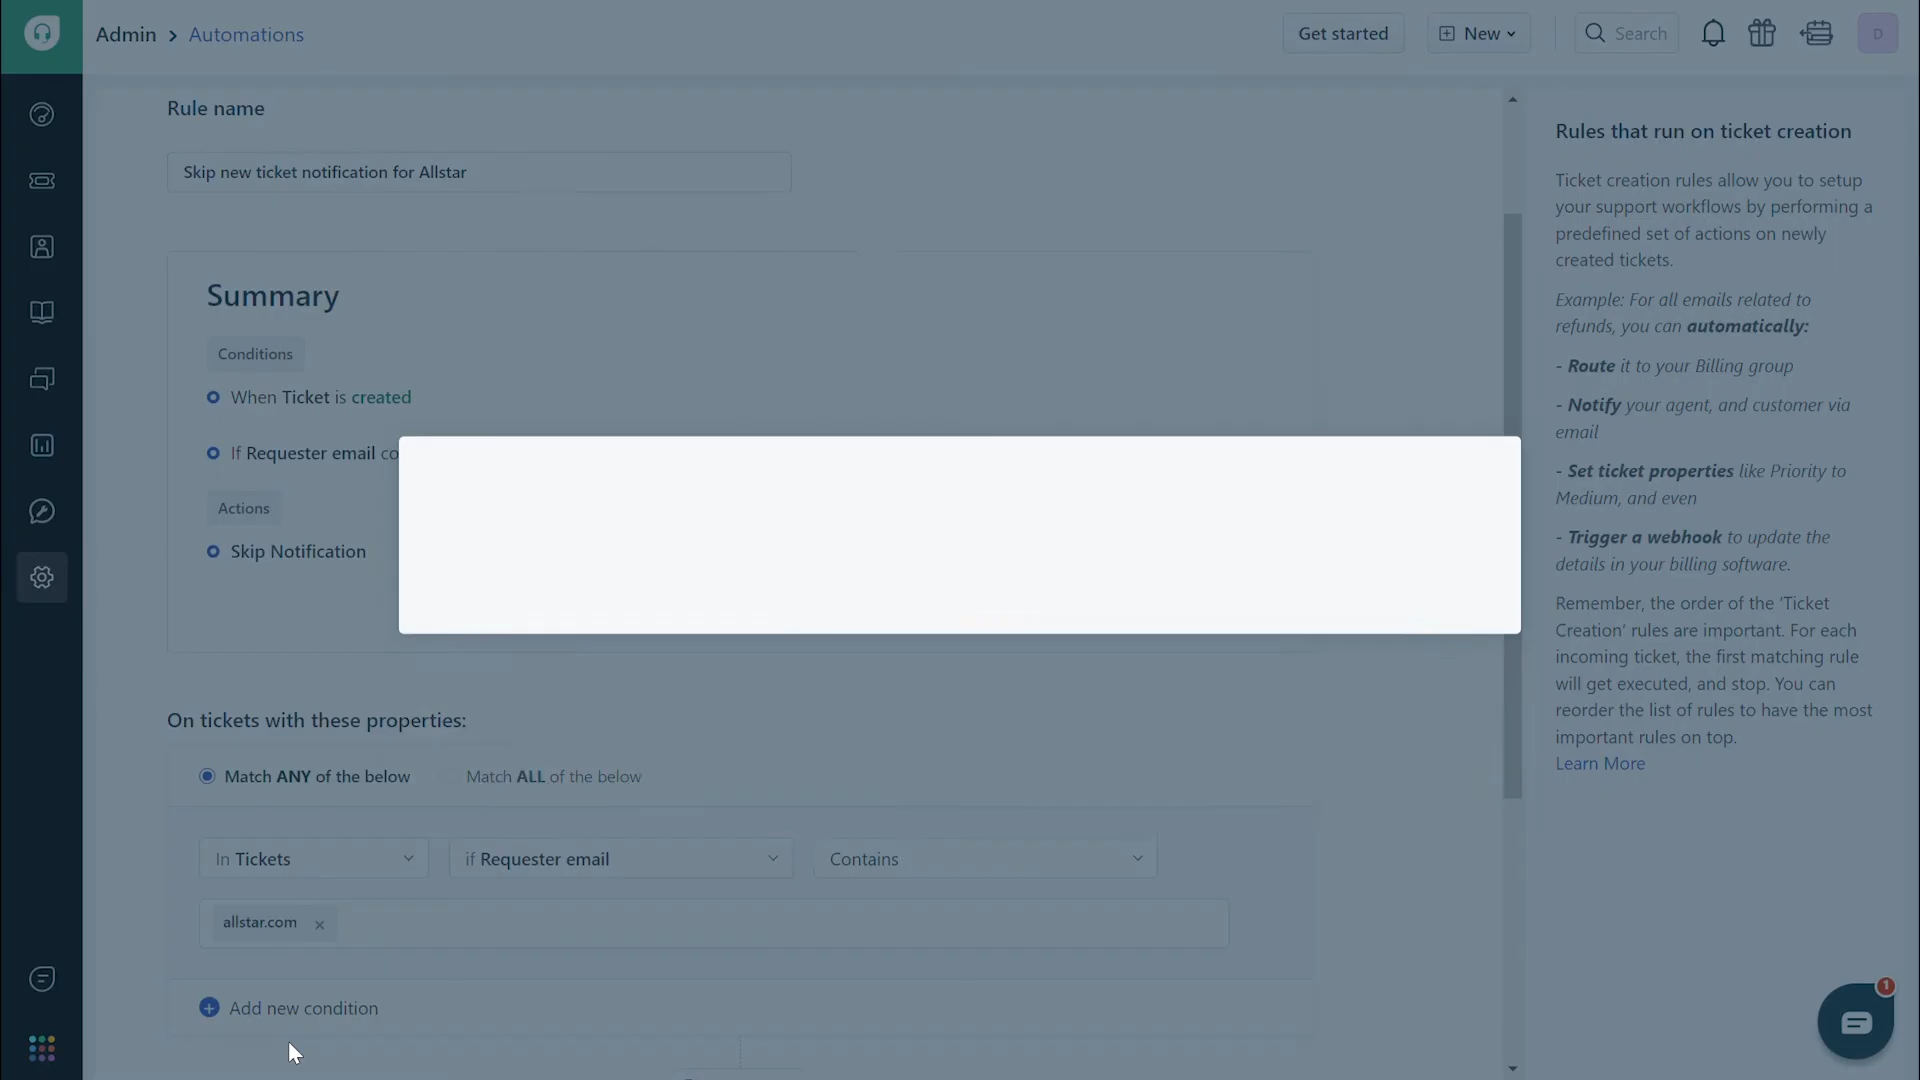 Admin > Automations
Get started
New
Search
D
Rule name
Skip new ticket notification for Allstar
Summary
Conditions
When Ticket is created
If Requester email co
Actions
Skip Notification
On tickets with these properties:
Match ANY of the below
Match ALL of the below
In Tickets
if Requester email
Contains
allstar.com ×
Add new condition
Rules that run on ticket creation
Ticket creation rules allow you to setup
your support workflows by performing a
predefined set of actions on newly
created tickets.
Example: For all emails related to
refunds, you can automatically:
- Route it to your Billing group
- Notify your agent, and customer via
email
- Set ticket properties like Priority to
Medium, and even
- Trigger a webhook to update the
details in your billing software.
Remember, the order of the 'Ticket
Creation' rules are important. For each
incoming ticket, the first matching rule
will get executed, and stop. You can
reorder the list of rules to have the most
important rules on top.
Learn More
1